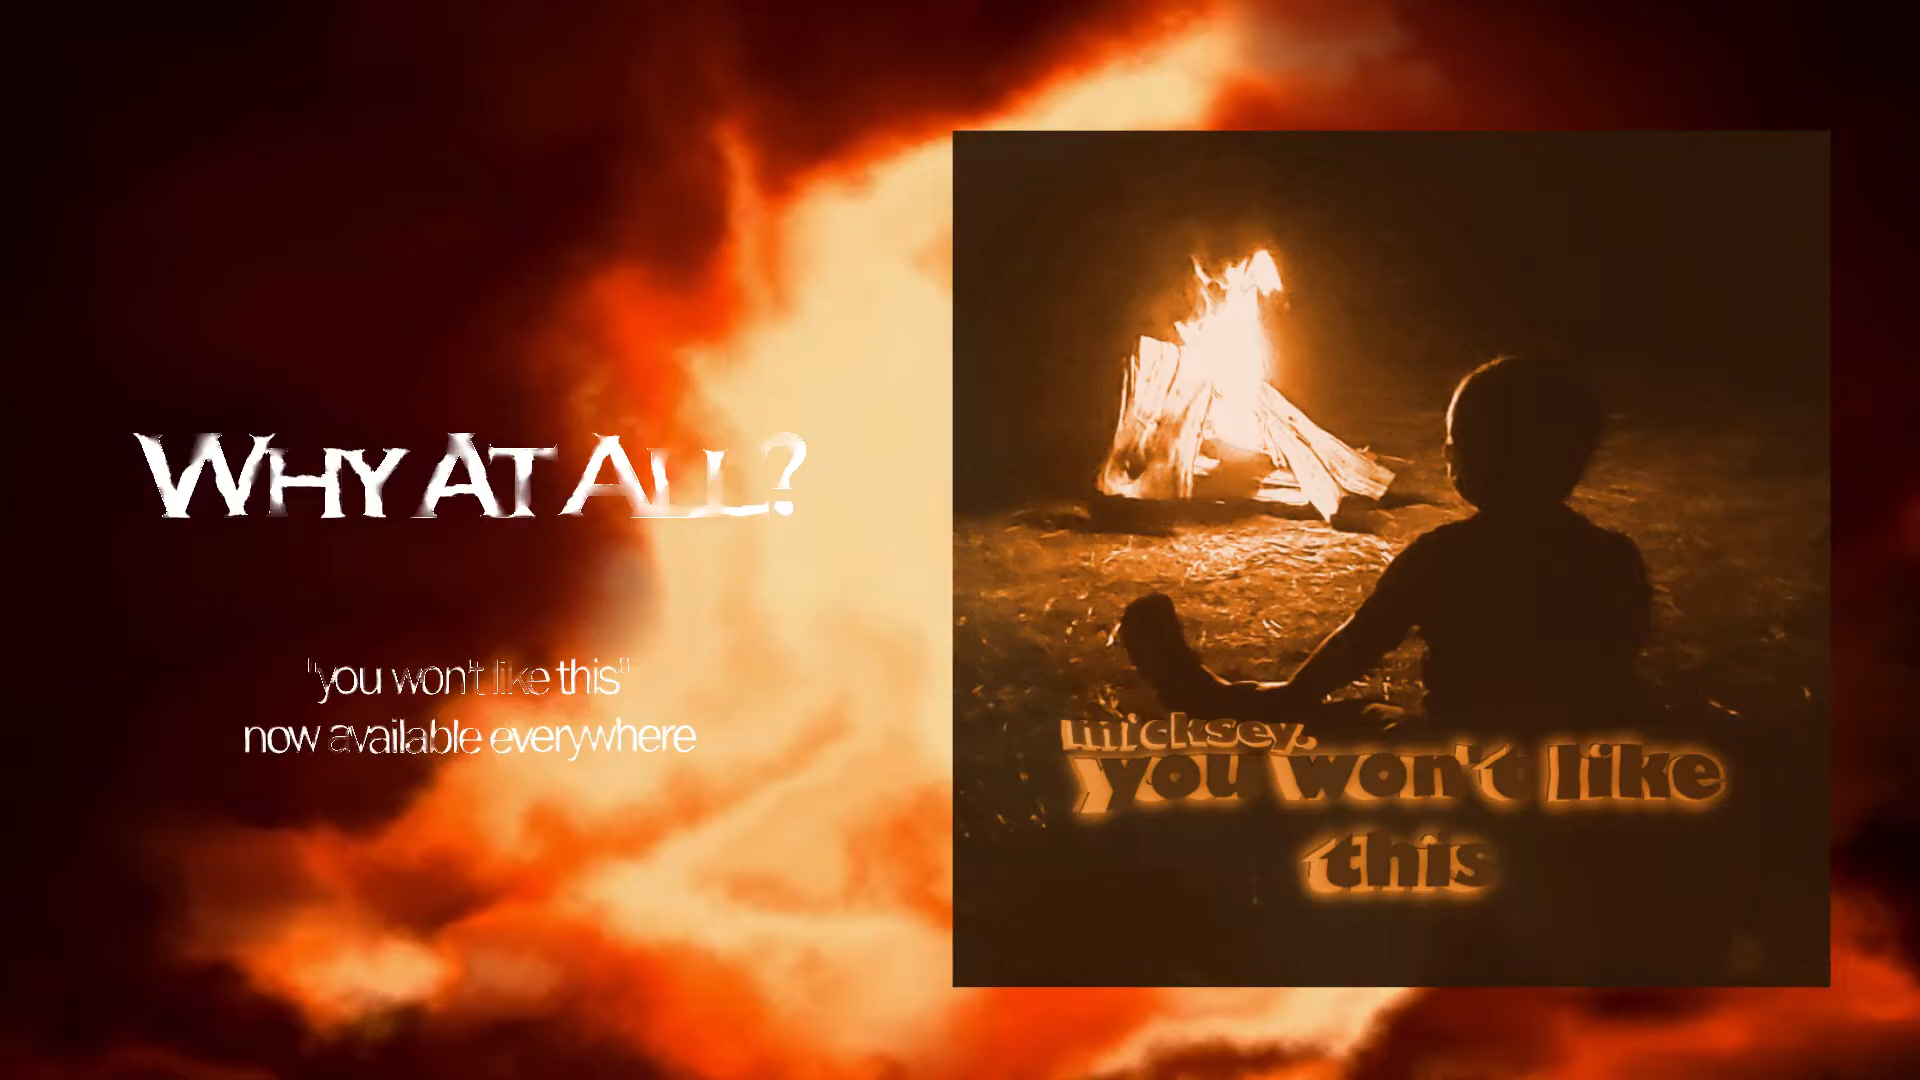 WHY AT ALL?
"you won't like this"
now available everywhere
micksey.
you won't like
this